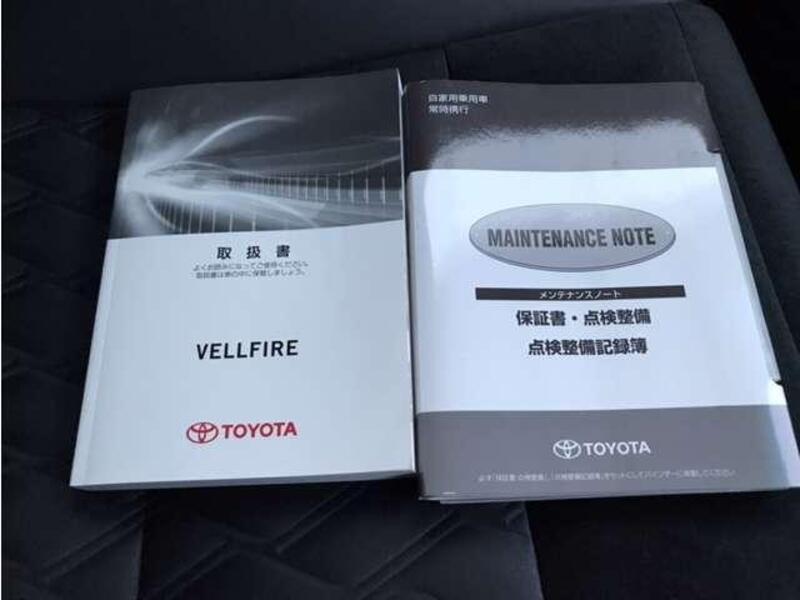 取扱書
よくお読みになってご使用ください。
取扱書は車の中に保管しましょう。
VELLFIRE
TOYOTA
自家用乗用車
常時携行
MAINTENANCE NOTE
メンテナンスノート
保証書・点検整備
点検整備記録簿
TOYOTA